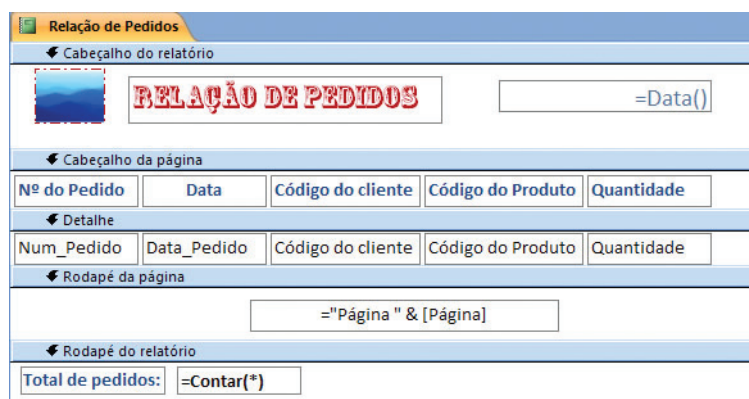 Relação de Pedidos
Cabeçalho do relatório
RELAÇÃO DE PEDIDOS =Data()
Cabeçalho da página
Nº do Pedido Data Código do cliente Código do Produto Quantidade
Detalhe
Num_Pedido Data_Pedido Código do cliente Código do Produto Quantidade
Rodapé da página
="Página " & [Página]
Rodapé do relatório
Total de pedidos: =Contar(*)